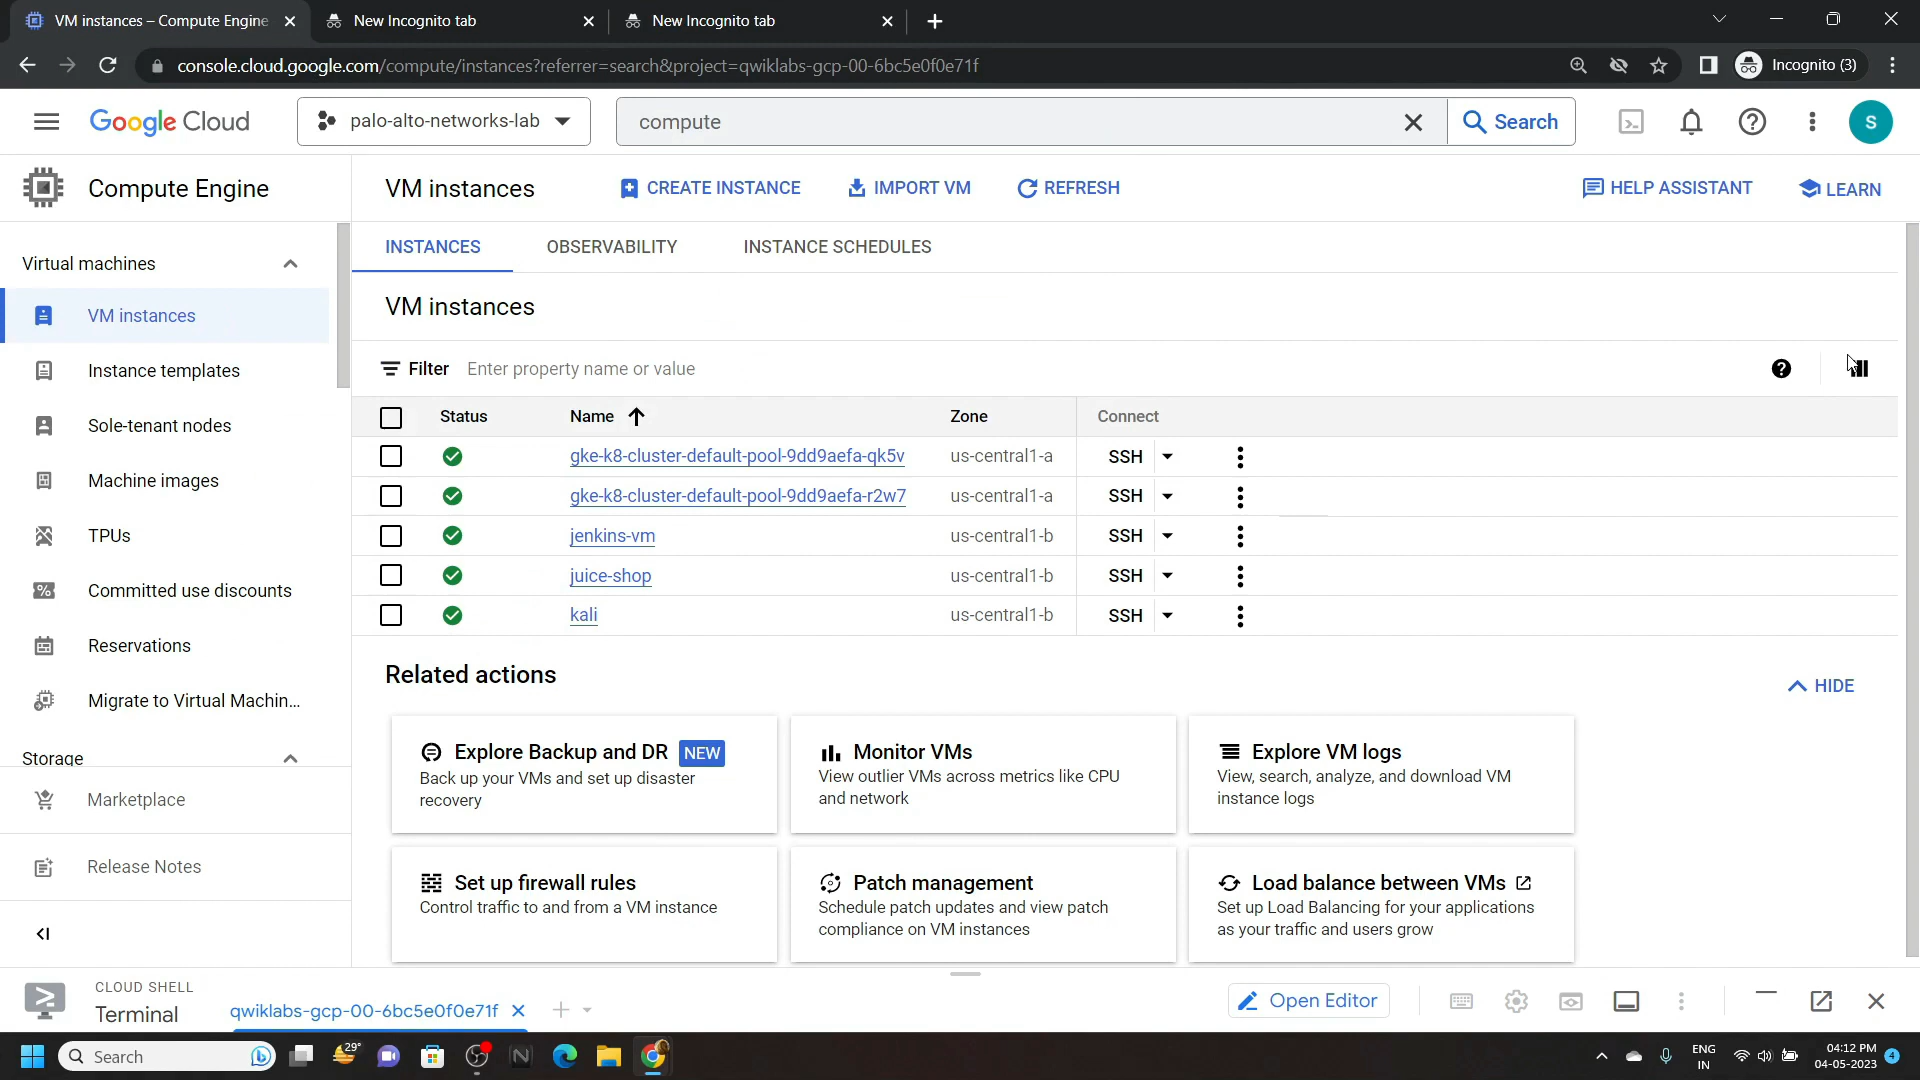 VM instances – Compute Engine
New Incognito tab
New Incognito tab
console.cloud.google.com/compute/instances?referrer=search&project=qwiklabs-gcp-00-6bc5e0f0e71f
Incognito (3)
Google Cloud
palo-alto-networks-lab
compute
Search
S
Compute Engine
VM instances
CREATE INSTANCE
IMPORT VM
REFRESH
HELP ASSISTANT
LEARN
Virtual machines
VM instances
Instance templates
Sole-tenant nodes
Machine images
TPUs
Committed use discounts
Reservations
Migrate to Virtual Machin...
Storage
Marketplace
Release Notes
INSTANCES
OBSERVABILITY
INSTANCE SCHEDULES
VM instances
Filter Enter property name or value
Status Name Zone Connect
gke-k8-cluster-default-pool-9dd9aefa-qk5v us-central1-a SSH
gke-k8-cluster-default-pool-9dd9aefa-r2w7 us-central1-a SSH
jenkins-vm us-central1-b SSH
juice-shop us-central1-b SSH
kali us-central1-b SSH
Related actions
HIDE
Explore Backup and DR NEW
Back up your VMs and set up disaster
recovery
Monitor VMs
View outlier VMs across metrics like CPU
and network
Explore VM logs
View, search, analyze, and download VM
instance logs
Set up firewall rules
Control traffic to and from a VM instance
Patch management
Schedule patch updates and view patch
compliance on VM instances
Load balance between VMs
Set up Load Balancing for your applications
as your traffic and users grow
CLOUD SHELL
Terminal
qwiklabs-gcp-00-6bc5e0f0e71f
Open Editor
Search
29°
ENG
IN
04:12 PM
04-05-2023
4